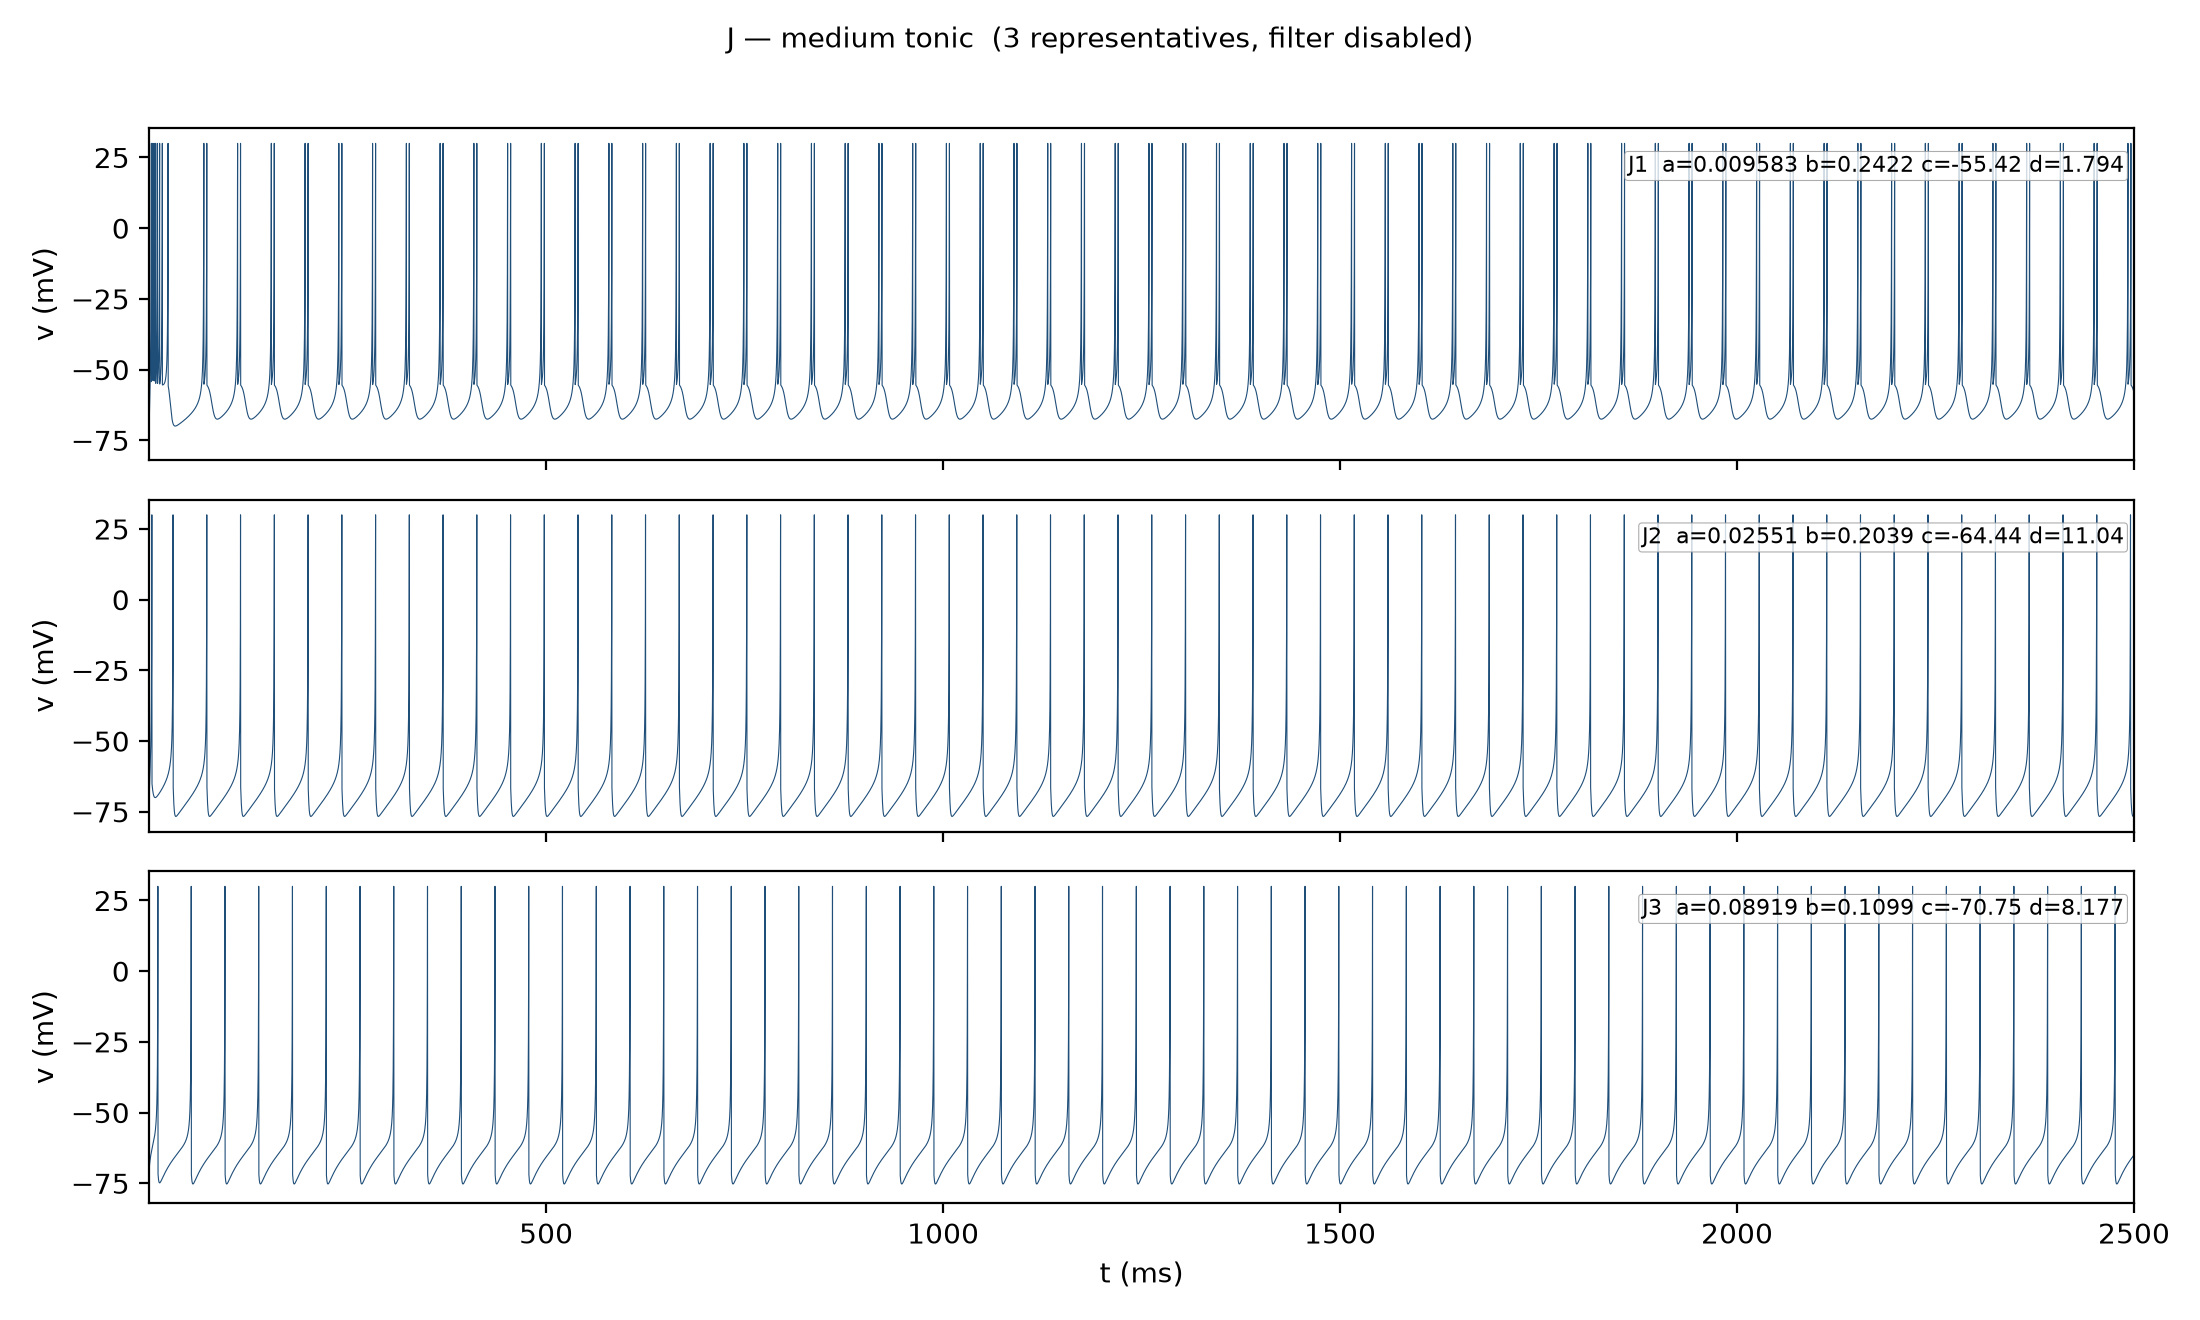 J — medium tonic  (3 representatives, filter disabled)
25
0
−25
−50
−75
v (mV)
J1  a=0.009583 b=0.2422 c=-55.42 d=1.794
25
0
−25
−50
−75
v (mV)
J2  a=0.02551 b=0.2039 c=-64.44 d=11.04
25
0
−25
−50
−75
v (mV)
J3  a=0.08919 b=0.1099 c=-70.75 d=8.177
500 1000 1500 2000 2500
t (ms)